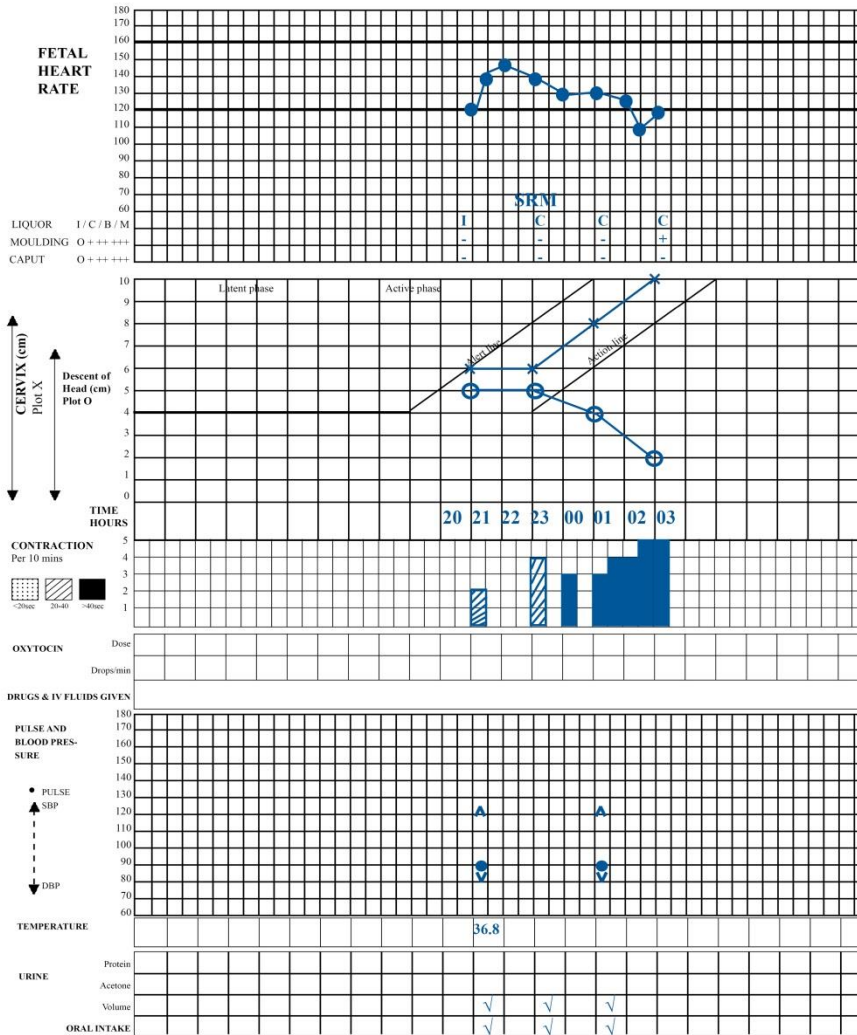 FETAL
HEART
RATE
180
170
160
150
140
130
120
110
100
90
80
70
60
SRM
LIQUOR I / C / B / M I C C C
MOULDING O + ++ +++ - - - +
CAPUT O + ++ +++ - - - -
10
9
8
7
6
5
4
3
2
1
0
Latent phase Active phase
Alert line
Action line
CERVIX (cm)
Plot X
Descent of
Head (cm)
Plot O
TIME
HOURS
20 21 22 23 00 01 02 03
CONTRACTION
Per 10 mins
5
4
3
2
1
<20sec 20-40 >40sec
OXYTOCIN
Dose
Drops/min
DRUGS & IV FLUIDS GIVEN
PULSE AND
BLOOD PRES-
SURE
180
170
160
150
140
130
120
110
100
90
80
70
60
PULSE
SBP
DBP
TEMPERATURE 36.8
URINE
Protein
Acetone
Volume √ √ √
ORAL INTAKE √ √ √